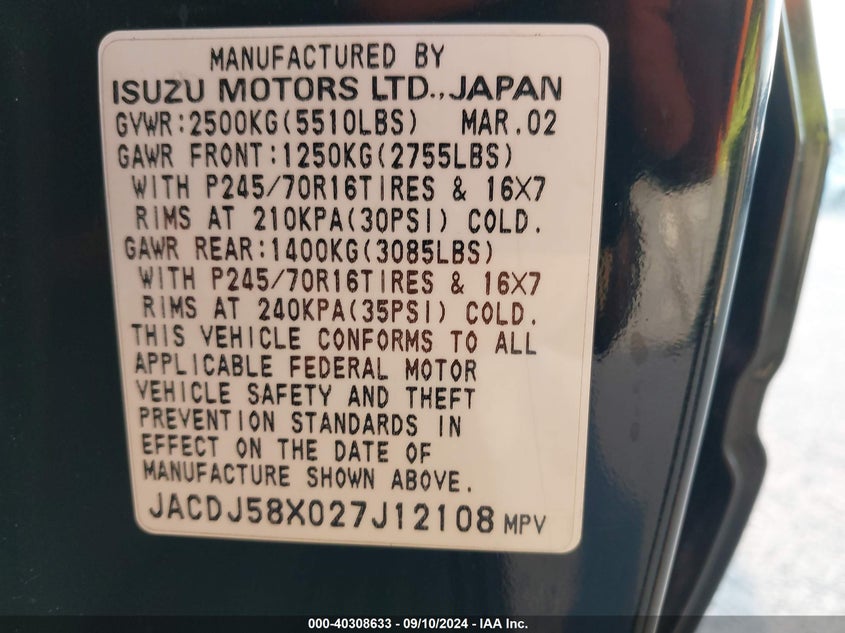 MANUFACTURED BY
ISUZU MOTORS LTD., JAPAN
GVWR:2500KG(5510LBS) MAR.02
GAWR FRONT:1250KG(2755LBS)
WITH P245/70R16TIRES & 16X7
RIMS AT 210KPA(30PSI) COLD.
GAWR REAR:1400KG(3085LBS)
WITH P245/70R16TIRES & 16X7
RIMS AT 240KPA(35PSI) COLD.
THIS VEHICLE CONFORMS TO ALL
APPLICABLE FEDERAL MOTOR
VEHICLE SAFETY AND THEFT
PREVENTION STANDARDS IN
EFFECT ON THE DATE OF
MANUFACTURE SHOWN ABOVE.
JACDJ58X027J12108 MPV
000-40308633 - 09/10/2024 - IAA Inc.